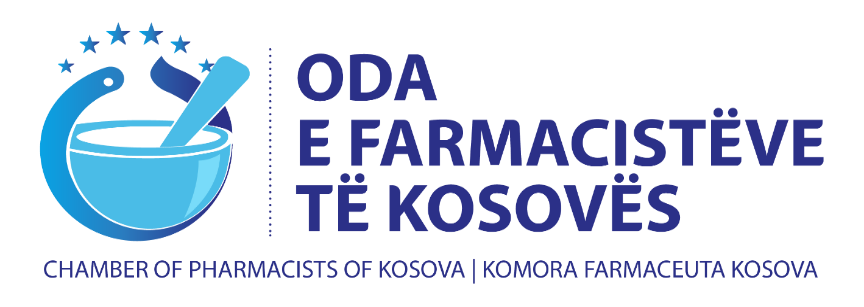 ODA
E FARMACISTËVE
TË KOSOVËS
CHAMBER OF PHARMACISTS OF KOSOVA | KOMORA FARMACEUTA KOSOVA